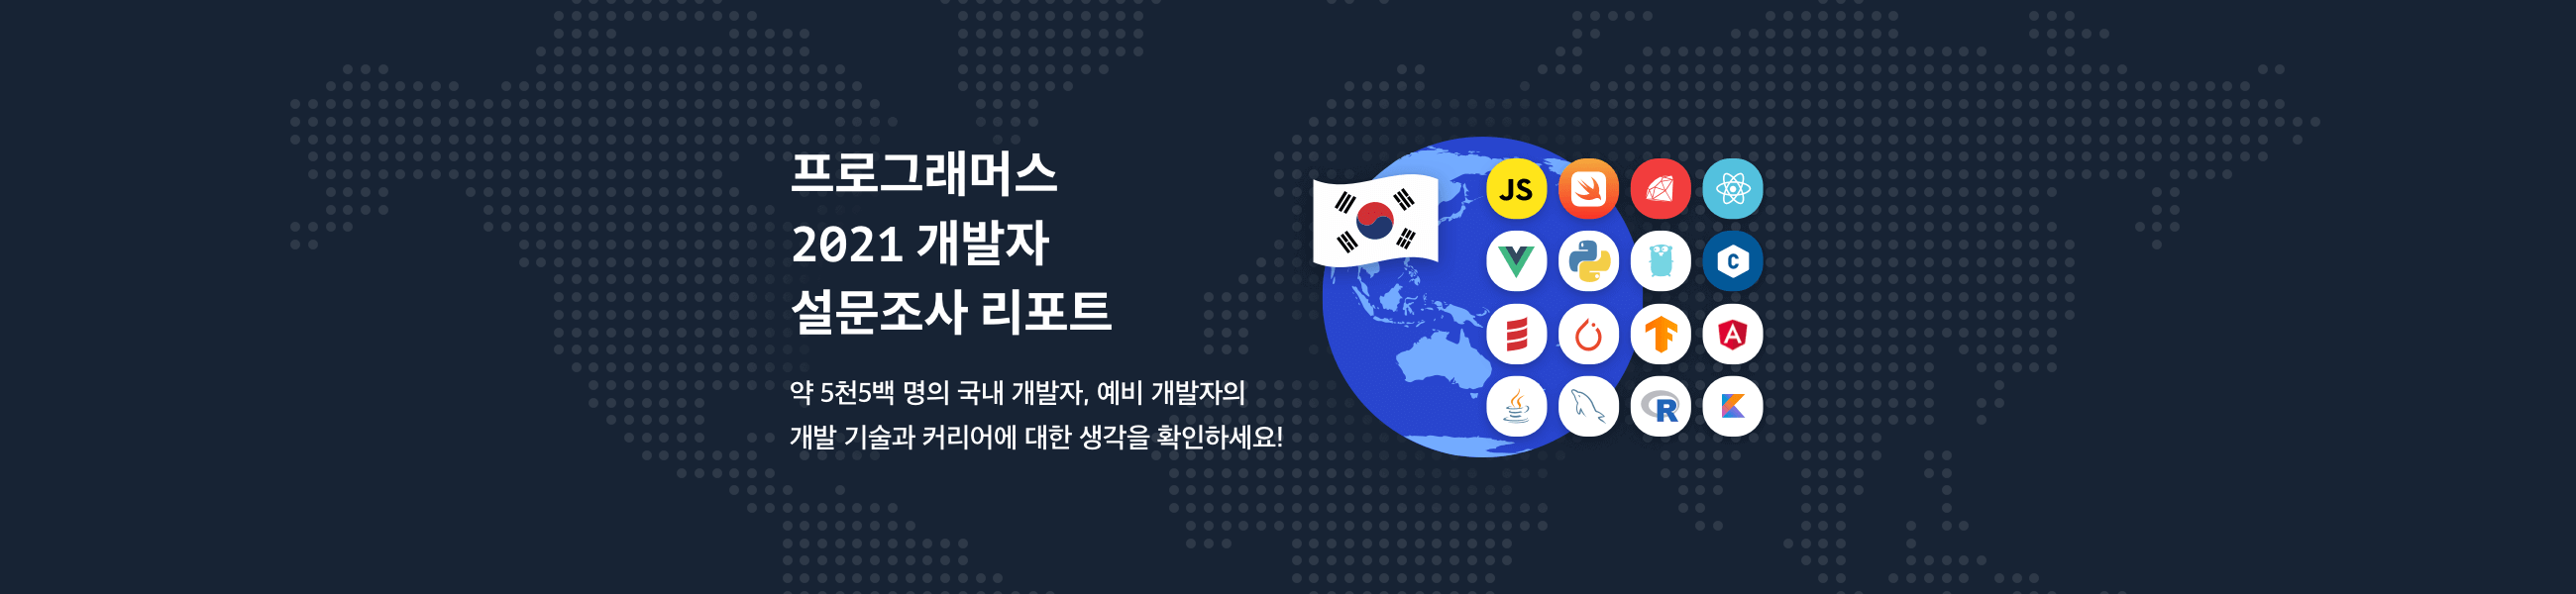 프로그래머스
2021 개발자
설문조사 리포트
약 5천5백 명의 국내 개발자, 예비 개발자의
개발 기술과 커리어에 대한 생각을 확인하세요!
JS
C
A
R